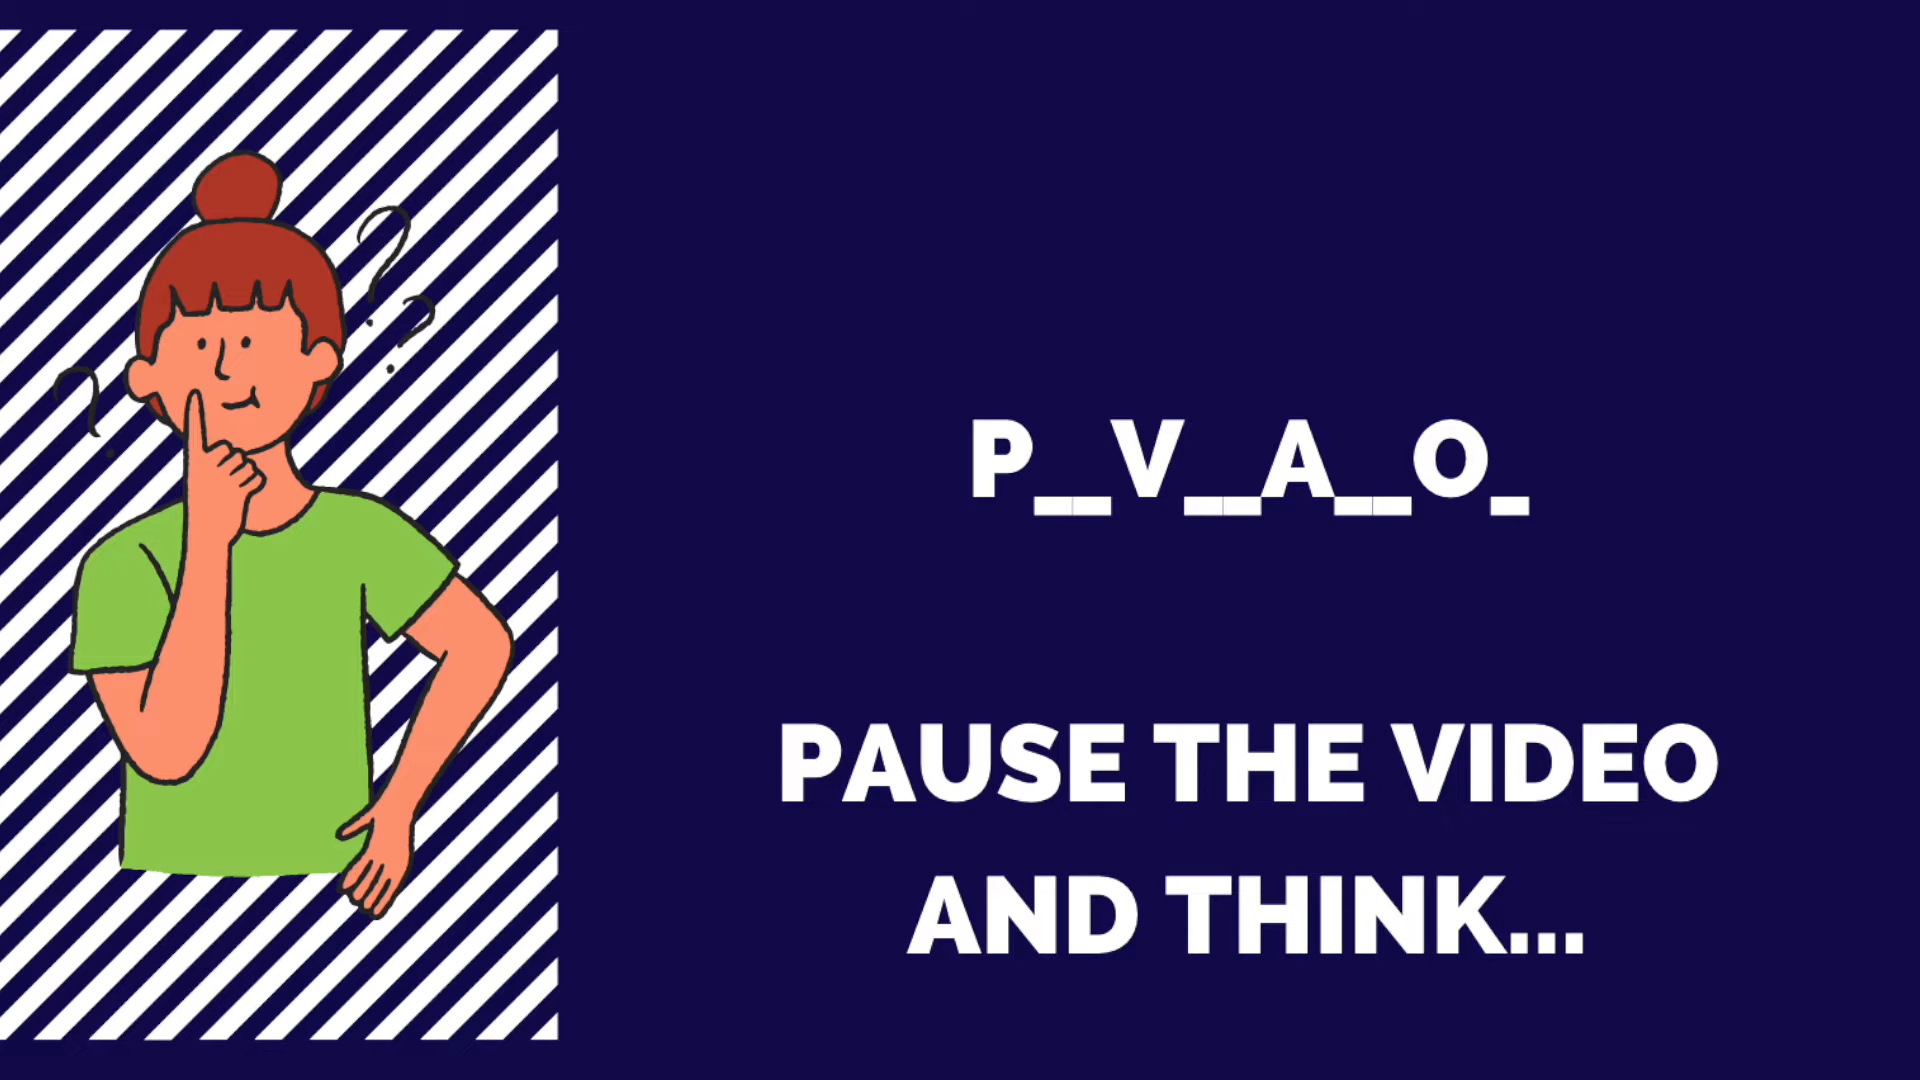 P__V__A__O_
PAUSE THE VIDEO
AND THINK...